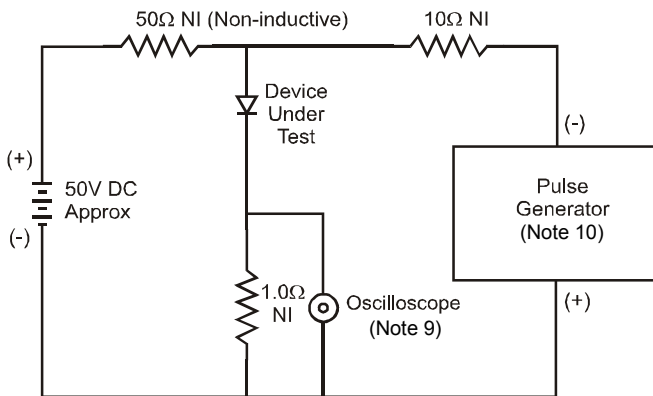 50Ω NI (Non-inductive)
10Ω NI
Device
Under
Test
(-)
(+)
50V DC
Approx
(-)
Pulse
Generator
(Note 10)
1.0Ω
NI
Oscilloscope
(Note 9)
(+)